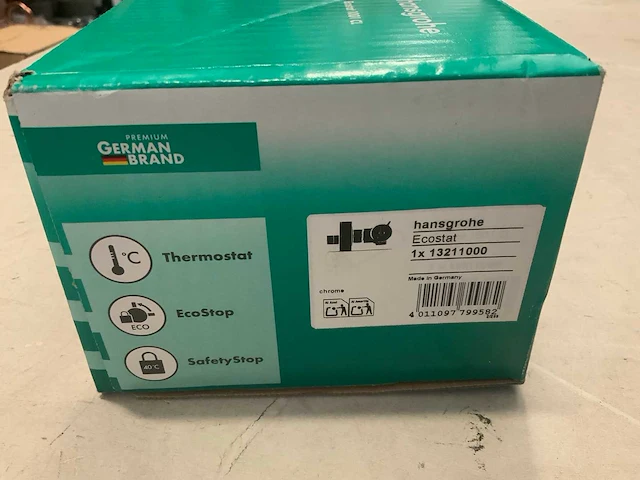 hansgrohe
PREMIUM
GERMAN
BRAND
°C
Thermostat
ECO
EcoStop
40°C
SafetyStop
hansgrohe
Ecostat
1x 13211000
Made in Germany
chrome
4 011097 799582